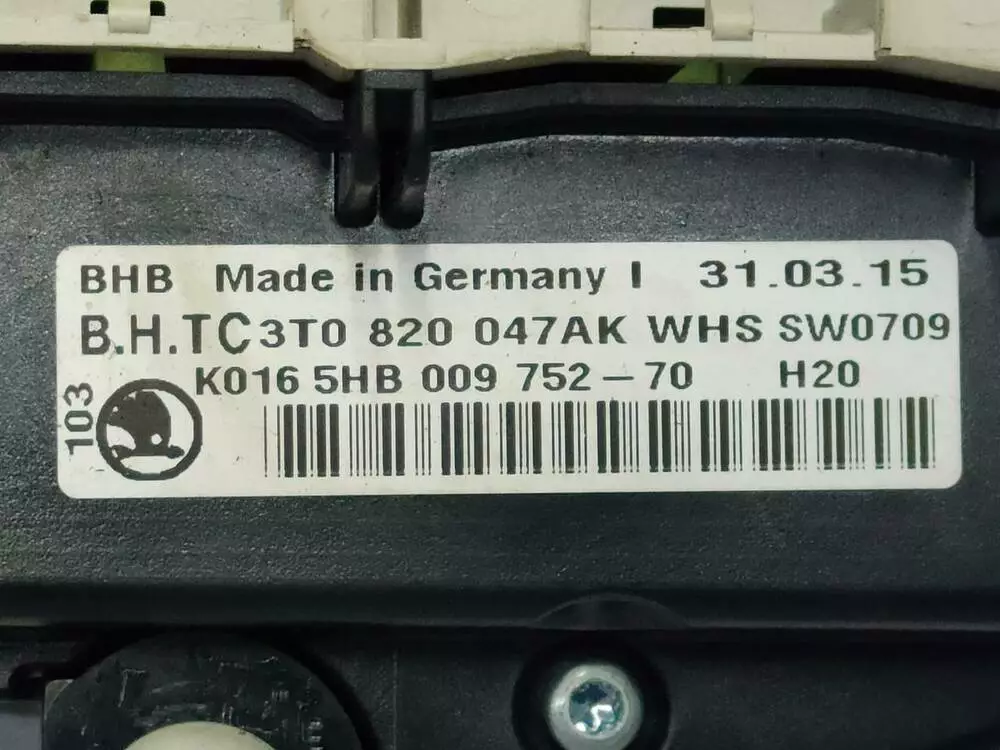 BHB Made in Germany I 31.03.15
B.H.TC 3T0 820 047AK WHS SW0709
K016 5HB 009 752-70 H20
103